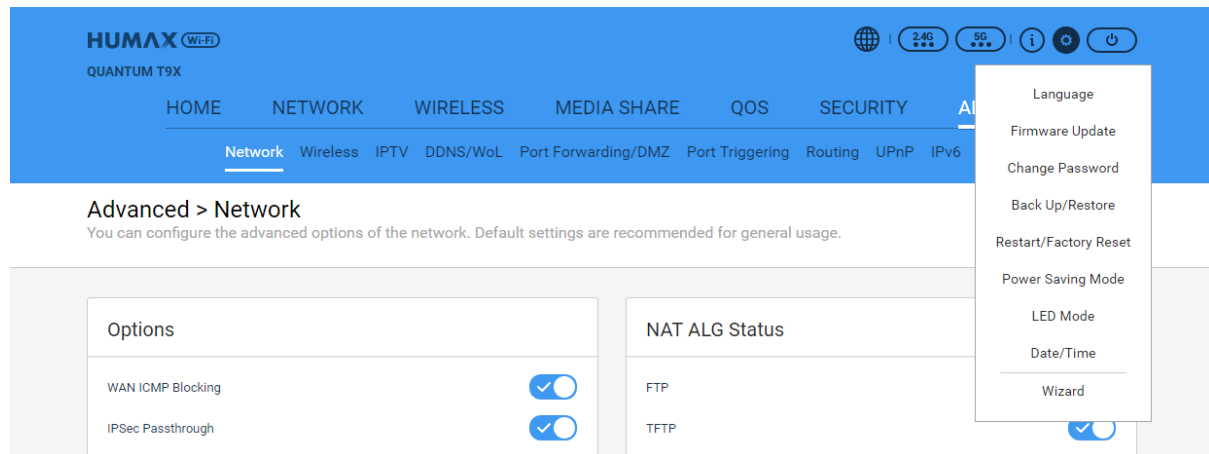 HUMAX Wi-Fi
2.4G 5G i
QUANTUM T9X
HOME NETWORK WIRELESS MEDIA SHARE QOS SECURITY
Network Wireless IPTV DDNS/WoL Port Forwarding/DMZ Port Triggering Routing UPnP IPv6
Language
Firmware Update
Change Password
Back Up/Restore
Restart/Factory Reset
Power Saving Mode
LED Mode
Date/Time
Wizard
Advanced > Network
You can configure the advanced options of the network. Default settings are recommended for general usage.
Options
WAN ICMP Blocking
IPSec Passthrough
NAT ALG Status
FTP
TFTP